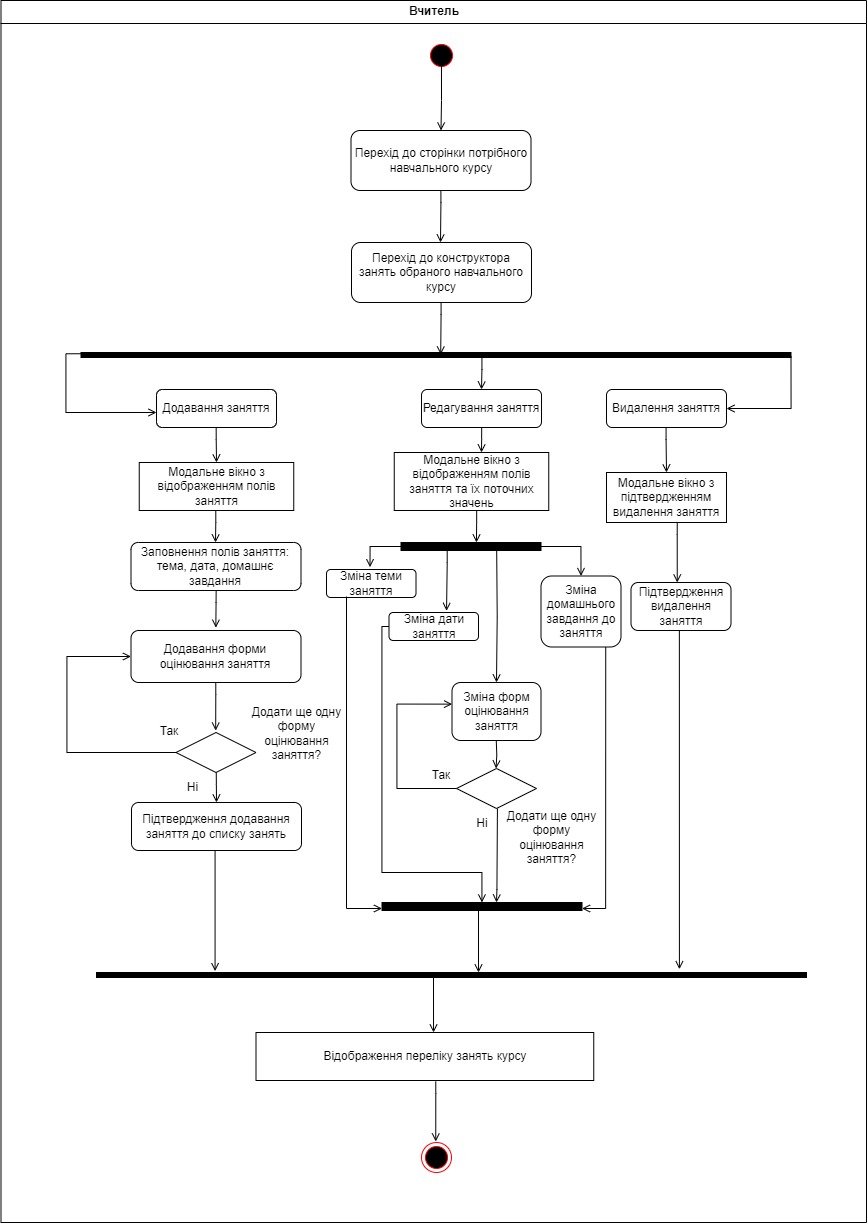 Вчитель
Перехід до сторінки потрібного
навчального курсу
Перехід до конструктора
занять обраного навчального
курсу
Додавання заняття
Редагування заняття
Видалення заняття
Модальне вікно з
відображенням полів
заняття
Модальне вікно з
відображенням полів
заняття та їх поточних
значень
Модальне вікно з
підтвердженням
видалення заняття
Заповнення полів заняття:
тема, дата, домашнє
завдання
Зміна теми
заняття
Зміна дати
заняття
Зміна
домашнього
завдання до
заняття
Підтвердження
видалення
заняття
Додавання форми
оцінювання заняття
Зміна форм
оцінювання
заняття
Додати ще одну
форму
оцінювання
заняття?
Так
Ні
Так
Ні
Додати ще одну
форму
оцінювання
заняття?
Підтвердження додавання
заняття до списку занять
Відображення переліку занять курсу